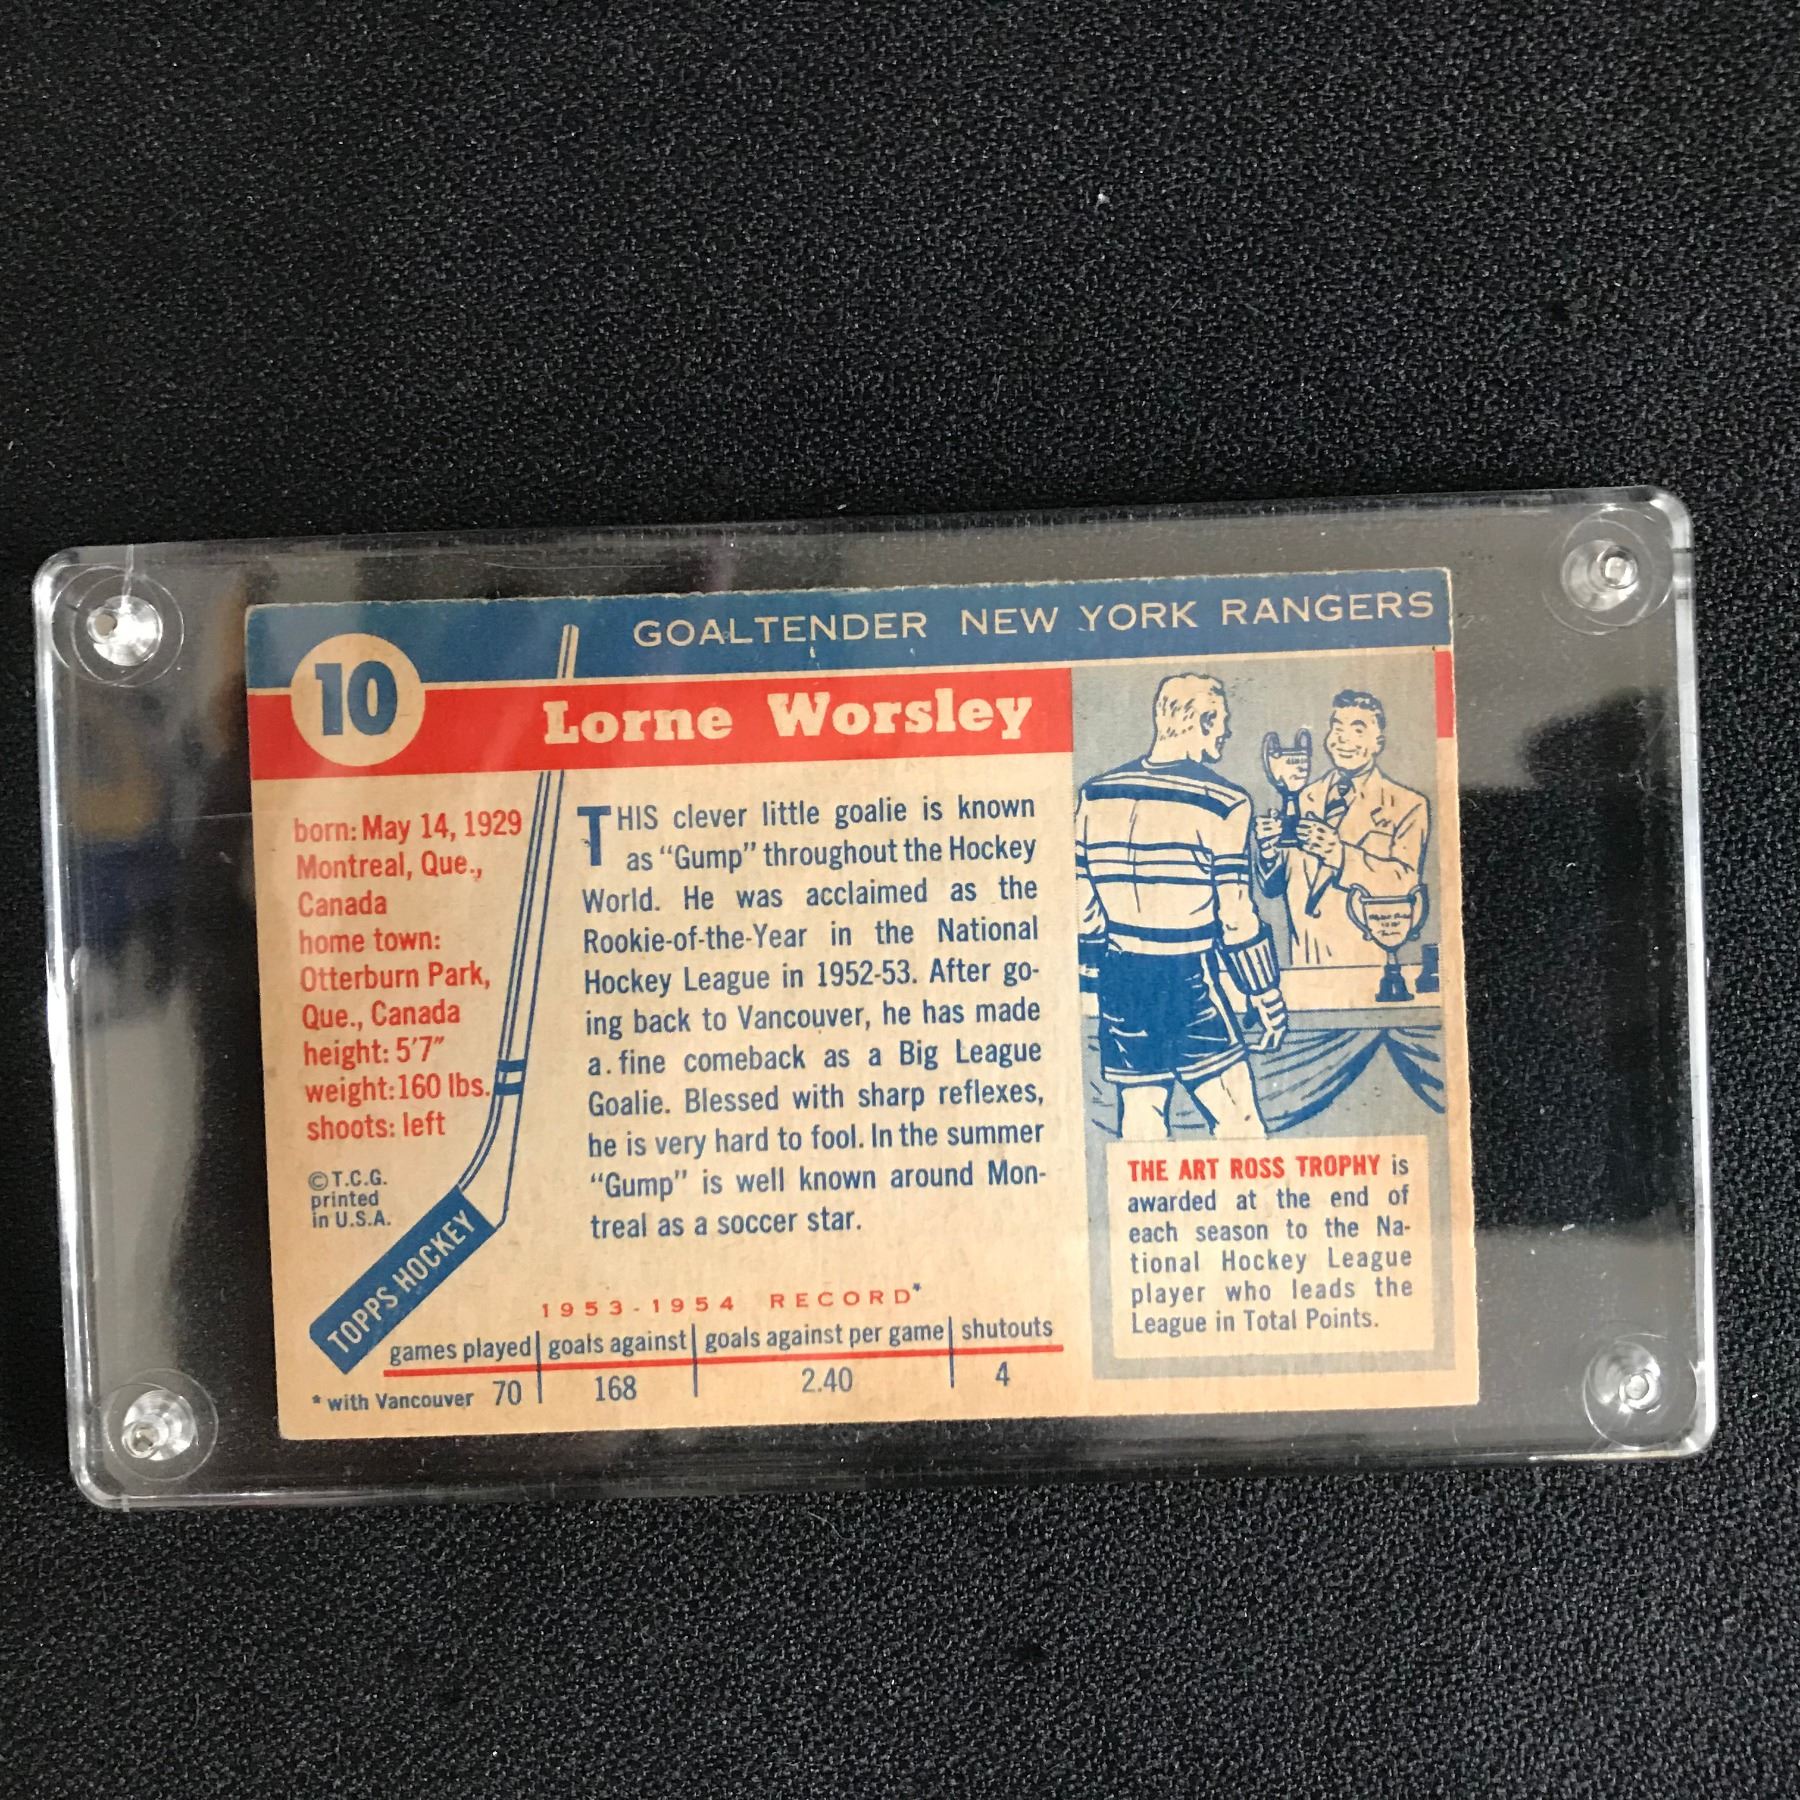 GOALTENDER NEW YORK RANGERS
10
Lorne Worsley
born: May 14, 1929
Montreal, Que.,
Canada
home town:
Otterburn Park,
Que., Canada
height: 5'7"
weight: 160 lbs.
shoots: left
©T.C.G.
printed
in U.S.A.
TOPPS HOCKEY
THIS clever little goalie is known
as "Gump" throughout the Hockey
World. He was acclaimed as the
Rookie-of-the-Year in the National
Hockey League in 1952-53. After go-
ing back to Vancouver, he has made
a fine comeback as a Big League
Goalie. Blessed with sharp reflexes,
he is very hard to fool. In the summer
"Gump" is well known around Mon-
treal as a soccer star.
THE ART ROSS TROPHY is
awarded at the end of
each season to the Na-
tional Hockey League
player who leads the
League in Total Points.
1953-1954 RECORD*
games played goals against goals against per game shutouts
* with Vancouver 70 168 2.40 4